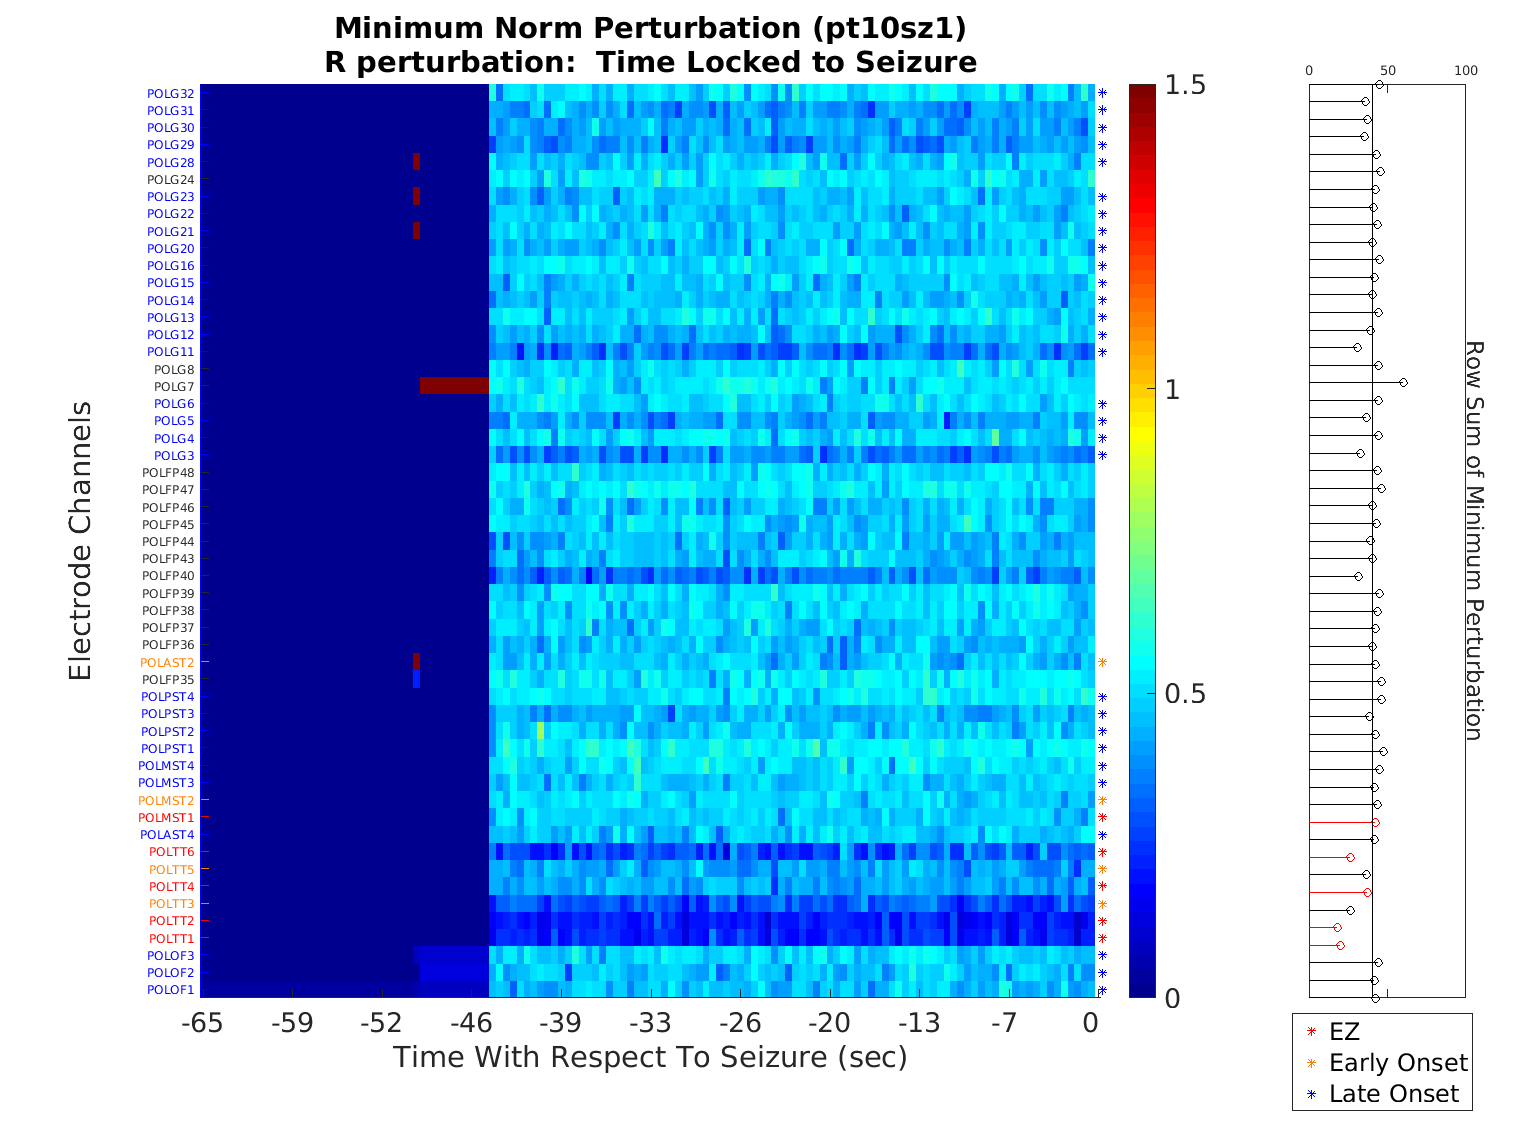 Minimum Norm Perturbation (pt10sz1)
R perturbation:  Time Locked to Seizure
Electrode Channels
POLG32
POLG31
POLG30
POLG29
POLG28
POLG24
POLG23
POLG22
POLG21
POLG20
POLG16
POLG15
POLG14
POLG13
POLG12
POLG11
POLG8
POLG7
POLG6
POLG5
POLG4
POLG3
POLFP48
POLFP47
POLFP46
POLFP45
POLFP44
POLFP43
POLFP40
POLFP39
POLFP38
POLFP37
POLFP36
POLAST2
POLFP35
POLPST4
POLPST3
POLPST2
POLPST1
POLMST4
POLMST3
POLMST2
POLMST1
POLAST4
POLTT6
POLTT5
POLTT4
POLTT3
POLTT2
POLTT1
POLOF3
POLOF2
POLOF1
-65 -59 -52 -46 -39 -33 -26 -20 -13 -7 0
Time With Respect To Seizure (sec)
1.5
1
0.5
0
0 50 100
Row Sum of Minimum Perturbation
EZ
Early Onset
Late Onset